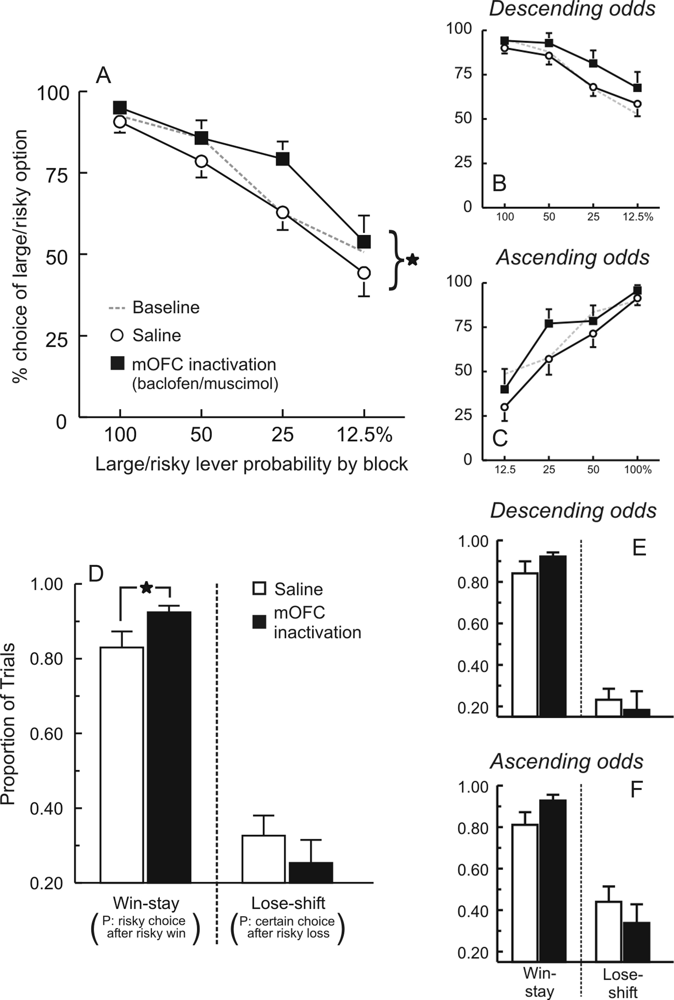 A
100
75
50
25
0
% choice of large/risky option
Baseline
Saline
mOFC inactivation
(baclofen/muscimol)
100 50 25 12.5%
Large/risky lever probability by block
Descending odds
100
75
50
25
0
B
100 50 25 12.5%
Ascending odds
100
75
50
25
0
C
12.5 25 50 100%
D
1.00
0.80
0.60
0.40
0.20
Proportion of Trials
Saline
mOFC
inactivation
Win-stay
(P: risky choice
after risky win)
Lose-shift
(P: certain choice
after risky loss)
Descending odds
E
1.00
0.80
0.60
0.40
0.20
Ascending odds
F
1.00
0.80
0.60
0.40
0.20
Win-
stay
Lose-
shift